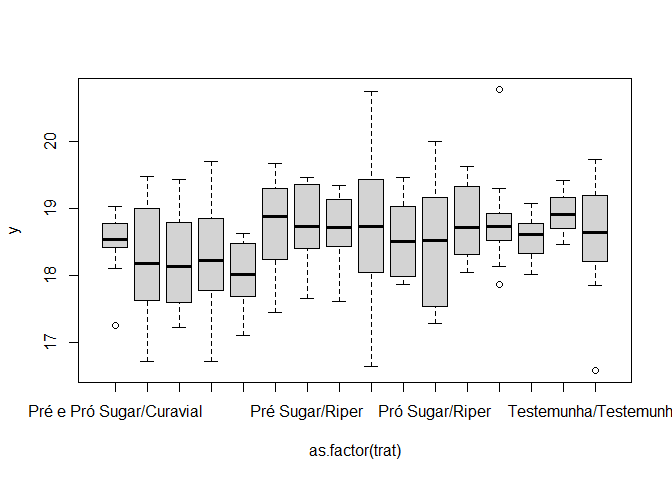 20
19
18
17
y
Pré e Pró Sugar/Curavial Pré Sugar/Riper Pró Sugar/Riper Testemunha/Testemunh
as.factor(trat)